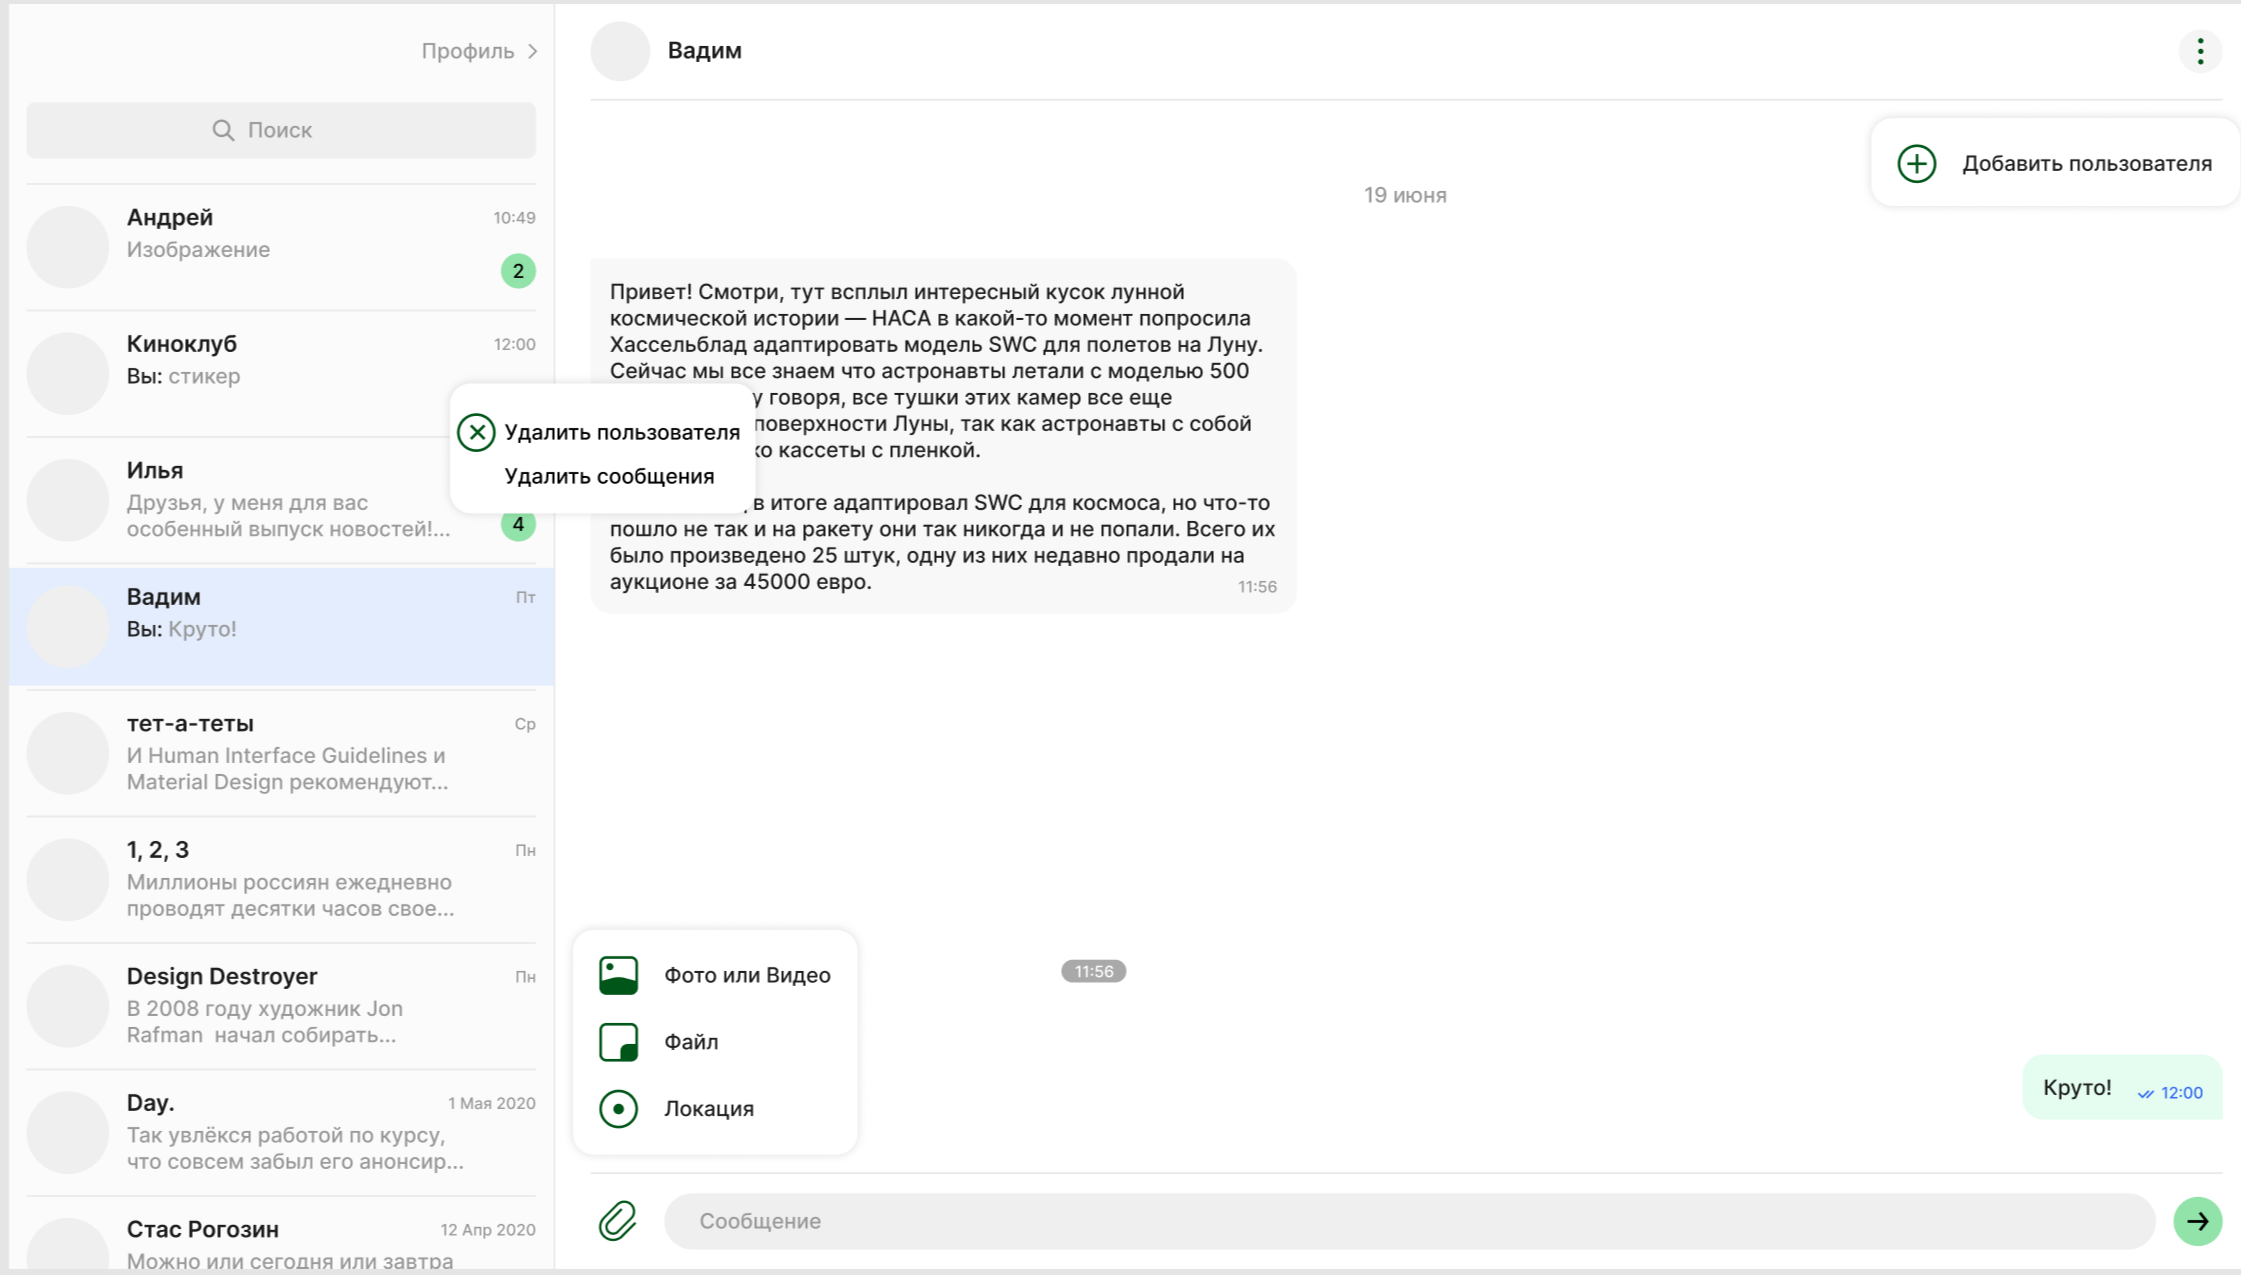 Профиль
Поиск
Андрей
10:49
Изображение
2
Киноклуб
12:00
Вы: стикер
Илья
Друзья, у меня для вас
особенный выпуск новостей!...
4
Вадим
Пт
Вы: Круто!
тет-а-теты
Ср
И Human Interface Guidelines и
Material Design рекомендуют...
1, 2, 3
Пн
Миллионы россиян ежедневно
проводят десятки часов свое...
Design Destroyer
Пн
В 2008 году художник Jon
Rafman начал собирать...
Day.
1 Мая 2020
Так увлёкся работой по курсу,
что совсем забыл его анонсир...
Стас Рогозин
12 Апр 2020
Можно или сегодня или завтра
Удалить пользователя
Удалить сообщения
Вадим
Добавить пользователя
19 июня
Привет! Смотри, тут всплыл интересный кусок лунной
космической истории — НАСА в какой-то момент попросила
Хассельблад адаптировать модель SWC для полетов на Луну.
Сейчас мы все знаем что астронавты летали с моделью 500
говоря, все тушки этих камер все еще
поверхности Луны, так как астронавты с собой
кассеты с пленкой.
в итоге адаптировал SWC для космоса, но что-то
пошло не так и на ракету они так никогда и не попали. Всего их
было произведено 25 штук, одну из них недавно продали на
аукционе за 45000 евро.
11:56
11:56
Фото или Видео
Файл
Локация
Круто!
12:00
Сообщение